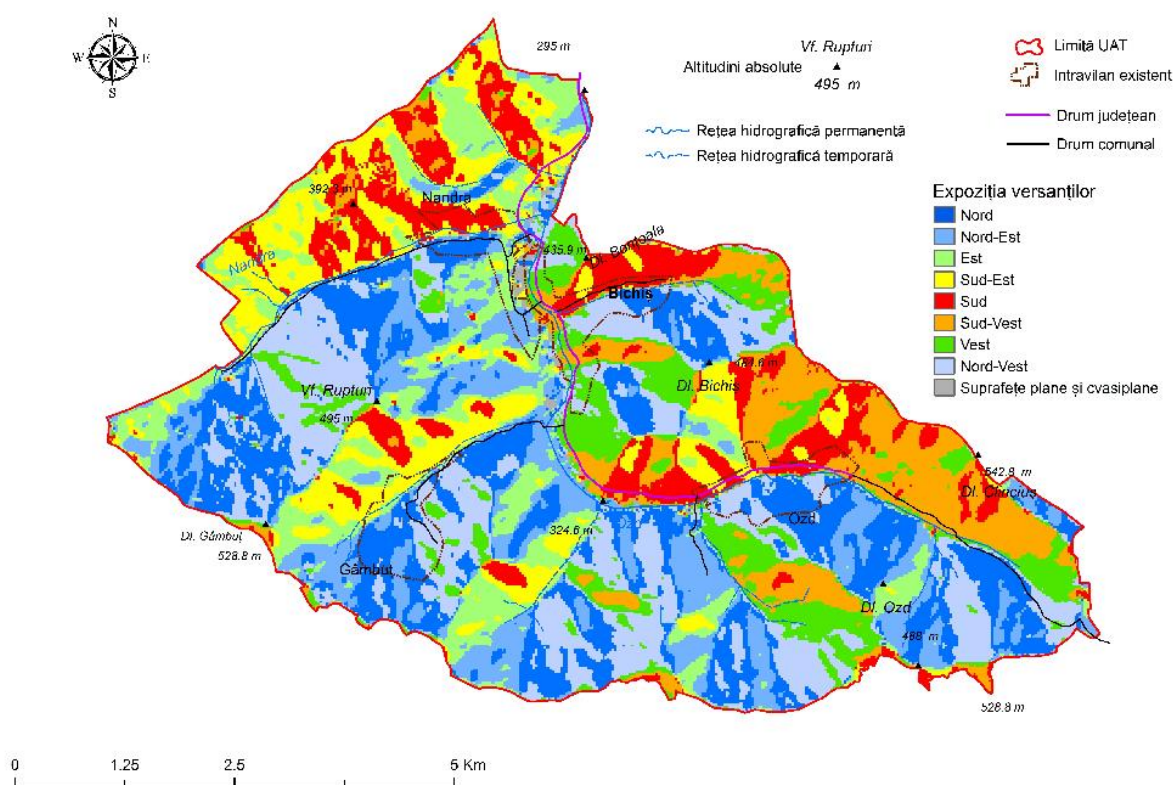 N
W E
S
295 m
Vf. Rupturi
Altitudini absolute
495 m
Rețea hidrografică permanentă
Rețea hidrografică temporară
Limită UAT
Intravilan existent
Drum județean
Drum comunal
Expoziția versanților
Nord
Nord-Est
Est
Sud-Est
Sud
Sud-Vest
Vest
Nord-Vest
Suprafețe plane și cvasiplane
392.3 m
Nandra
Nandra
435.9 m
Bichiș
Dl. Bichiș
Vf. Rupturi
495 m
542.8 m
Dl. Gâmbuț
528.8 m
324.6 m
Ozd
Ozd
Gâmbuț
Dl. Ozd
488 m
528.8 m
0 1.25 2.5 5 Km